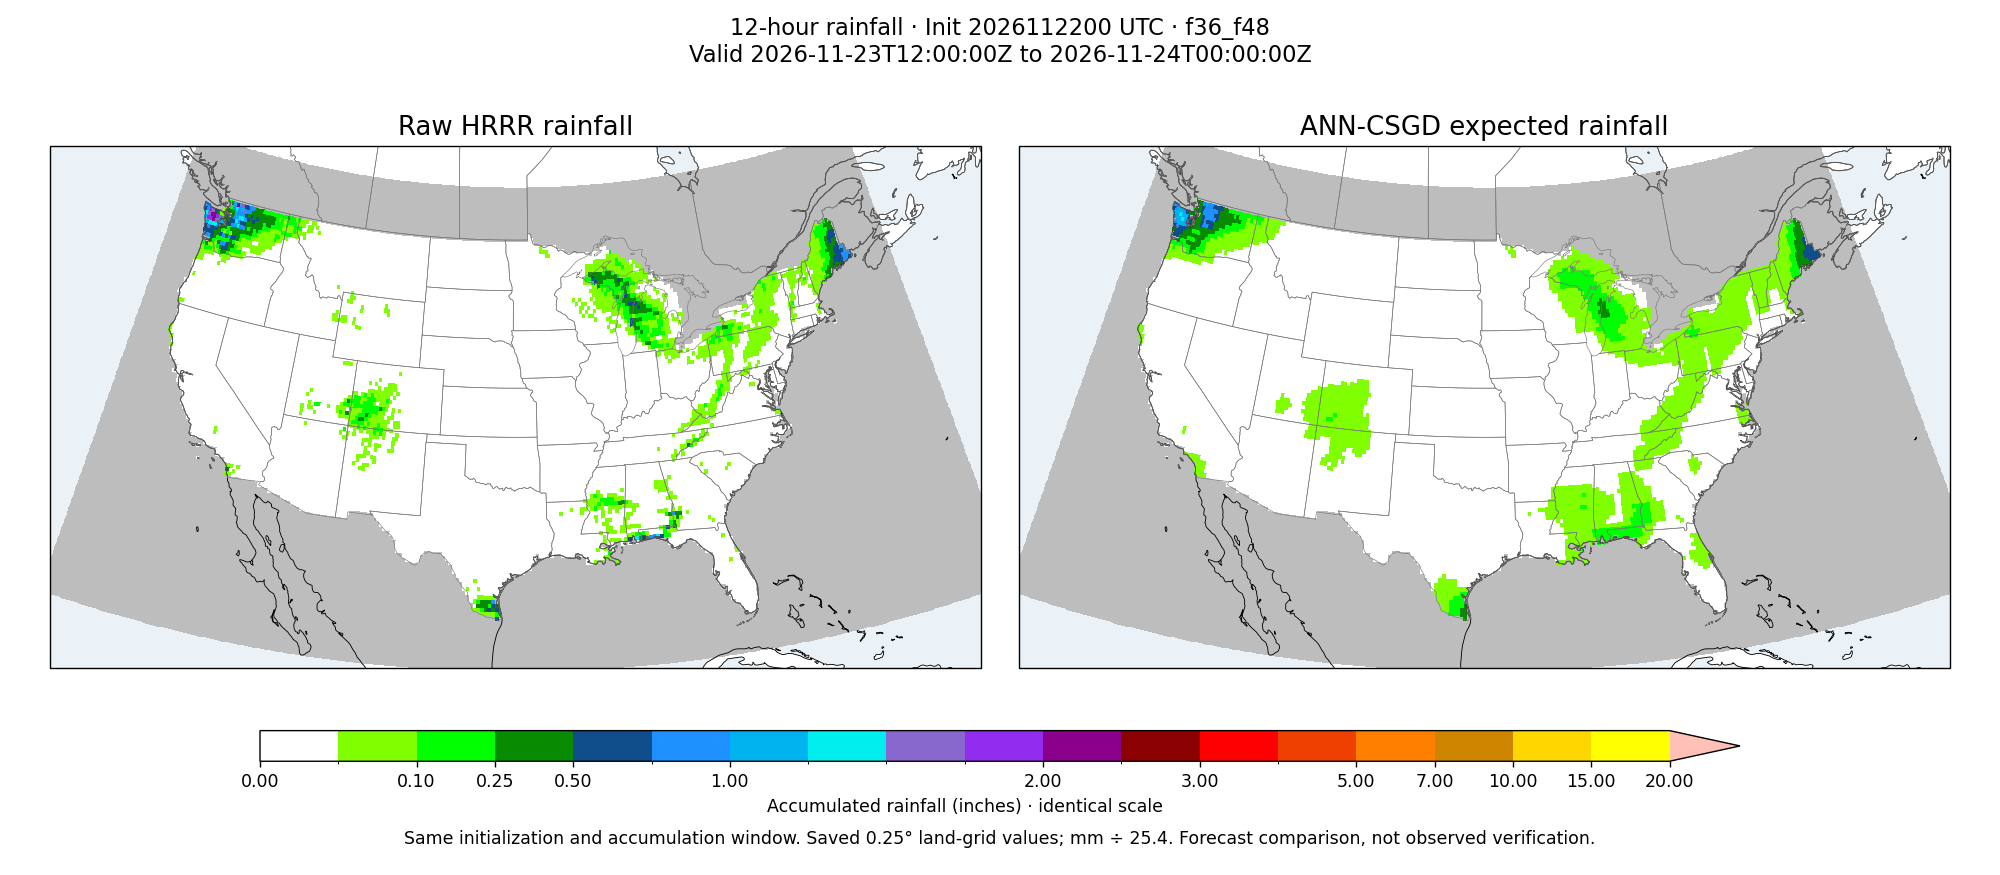 12-hour rainfall · Init 2026112200 UTC · f36_f48
Valid 2026-11-23T12:00:00Z to 2026-11-24T00:00:00Z
Raw HRRR rainfall
ANN-CSGD expected rainfall
0.00 0.10 0.25 0.50 1.00 2.00 3.00 5.00 7.00 10.00 15.00 20.00
Accumulated rainfall (inches) · identical scale
Same initialization and accumulation window. Saved 0.25° land-grid values; mm ÷ 25.4. Forecast comparison, not observed verification.